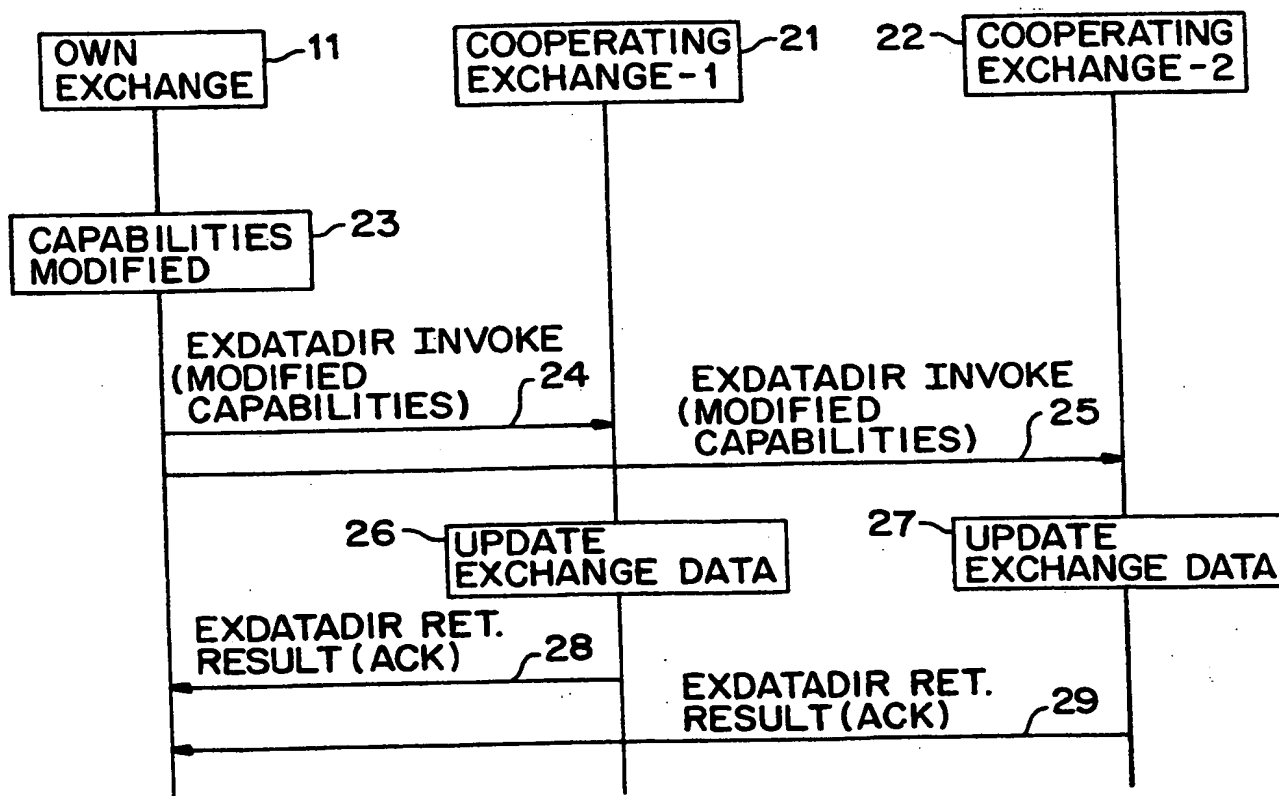 OWN
EXCHANGE
11
COOPERATING
EXCHANGE-1
21
22
COOPERATING
EXCHANGE-2
CAPABILITIES
MODIFIED
23
EXDATADIR INVOKE
(MODIFIED
CAPABILITIES)
24
EXDATADIR INVOKE
(MODIFIED
CAPABILITIES)
25
26
UPDATE
EXCHANGE DATA
27
UPDATE
EXCHANGE DATA
EXDATADIR RET.
RESULT (ACK)
28
EXDATADIR RET.
RESULT (ACK)
29